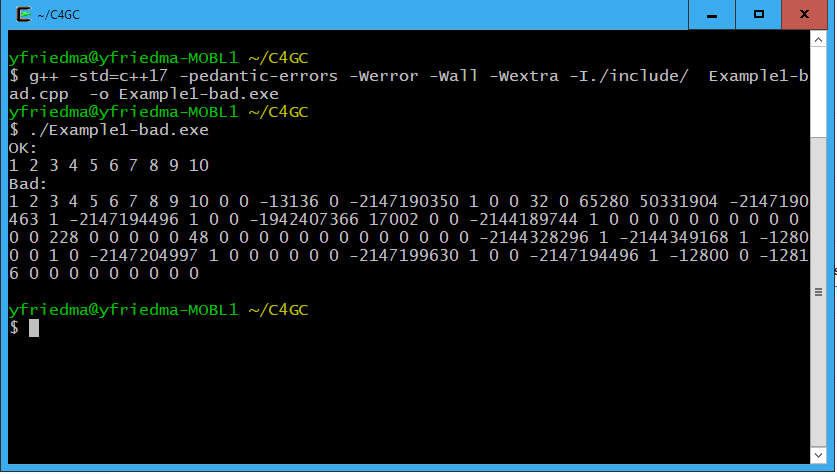 ~/C4GC
yfriedma@yfriedma-MOBL1 ~/C4GC
$ g++ -std=c++17 -pedantic-errors -Werror -Wall -Wextra -I./include/  Example1-b
ad.cpp  -o Example1-bad.exe
yfriedma@yfriedma-MOBL1 ~/C4GC
$ ./Example1-bad.exe
OK:
1 2 3 4 5 6 7 8 9 10
Bad:
1 2 3 4 5 6 7 8 9 10 0 0 -13136 0 -2147190350 1 0 0 32 0 65280 50331904 -2147190
463 1 -2147194496 1 0 0 -1942407366 17002 0 0 -2144189744 1 0 0 0 0 0 0 0 0 0 0
0 0 228 0 0 0 0 0 48 0 0 0 0 0 0 0 0 0 0 0 0 0 -2144328296 1 -2144349168 1 -1280
0 0 1 0 -2147204997 1 0 0 0 0 0 0 -2147199630 1 0 0 -2147194496 1 -12800 0 -1281
6 0 0 0 0 0 0 0 0 0
yfriedma@yfriedma-MOBL1 ~/C4GC
$